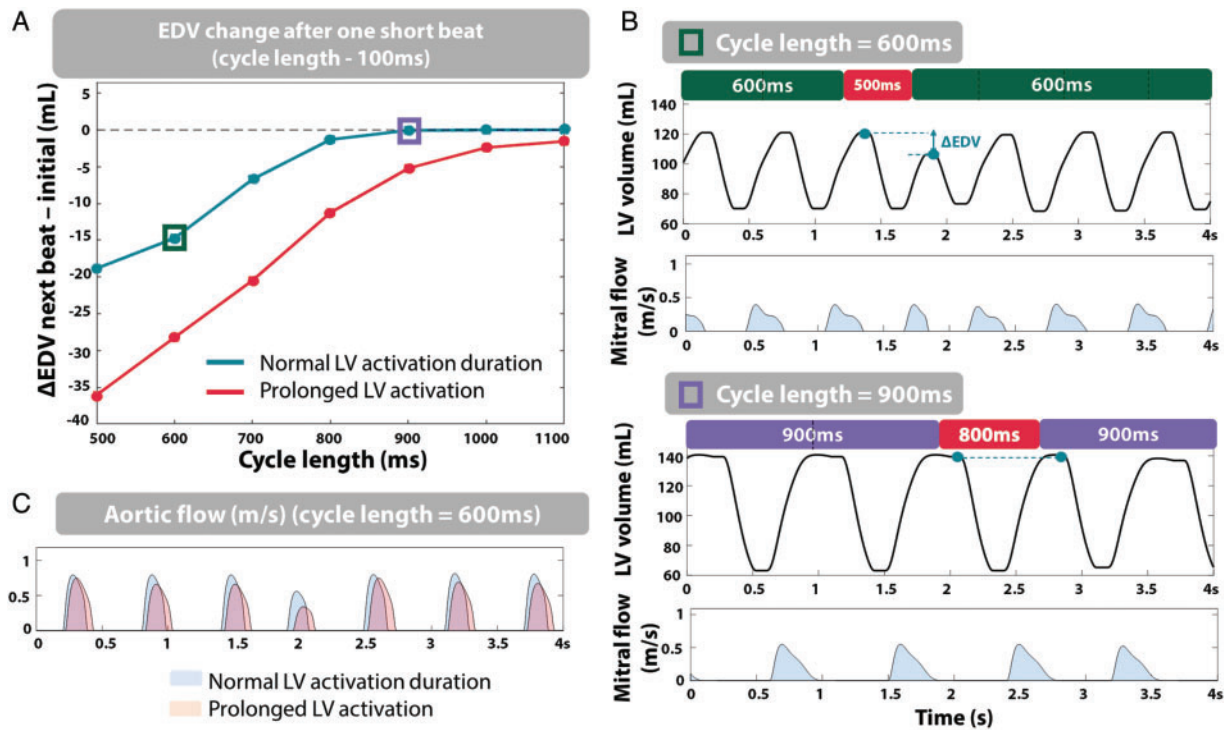 A
EDV change after one short beat
(cycle length - 100ms)
ΔEDV next beat – initial (mL)
5
0
-5
-10
-15
-20
-25
-30
-35
-40
Normal LV activation duration
Prolonged LV activation
500 600 700 800 900 1000 1100
Cycle length (ms)
B
Cycle length = 600ms
600ms 500ms 600ms
LV volume (mL)
140
120
100
80
60
ΔEDV
0 0.5 1 1.5 2 2.5 3 3.5 4s
Mitral flow
(m/s)
1
0.5
0
0 0.5 1 1.5 2 2.5 3 3.5 4s
Cycle length = 900ms
900ms 800ms 900ms
LV volume (mL)
140
120
100
80
60
0 0.5 1 1.5 2 2.5 3 3.5 4s
Mitral flow
(m/s)
1
0.5
0
0 0.5 1 1.5 2 2.5 3 3.5 4s
Time (s)
C
Aortic flow (m/s) (cycle length = 600ms)
1
0.5
0
0 0.5 1 1.5 2 2.5 3 3.5 4s
Normal LV activation duration
Prolonged LV activation